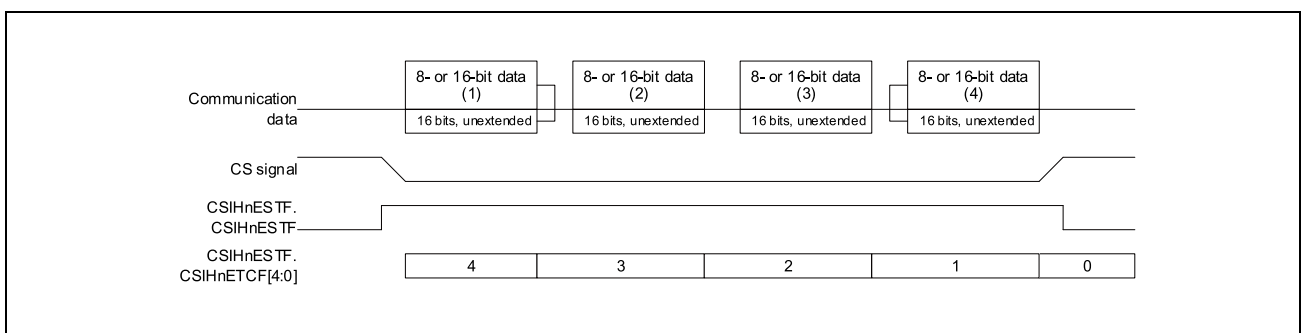 8- or 16-bit data 8- or 16-bit data 8- or 16-bit data 8- or 16-bit data
(1) (2) (3) (4)
Communication
data
16 bits, unextended 16 bits, unextended 16 bits, unextended 16 bits, unextended
CS signal
CSIHnESTF.
CSIHnESTF
CSIHnESTF.
CSIHnETCF[4:0]
4 3 2 1 0